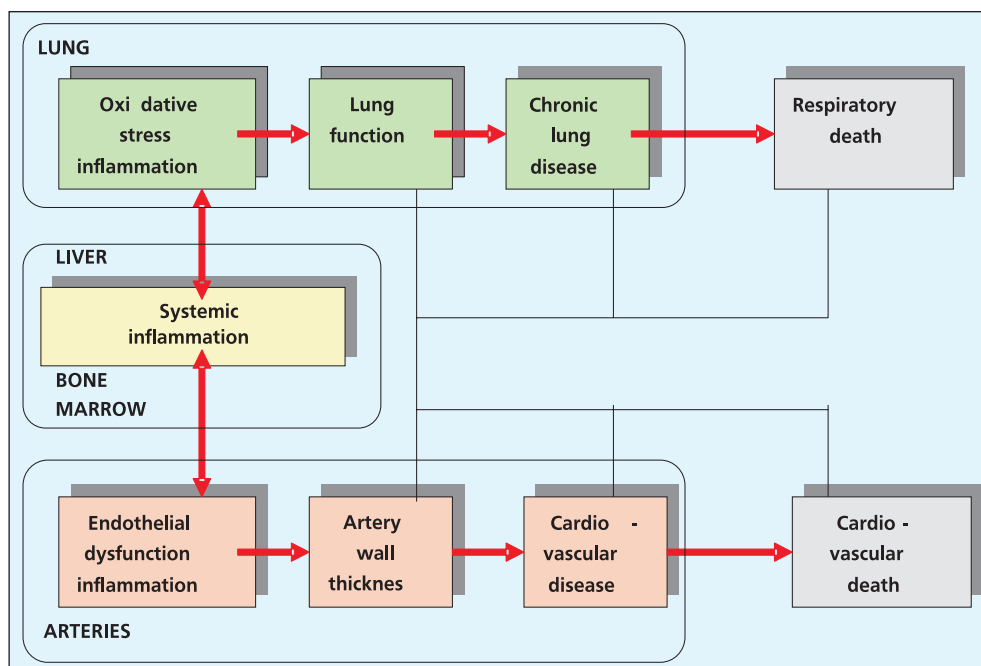 LUNG
Oxi dative
stress
inflammation
Lung
function
Chronic
lung
disease
Respiratory
death
LIVER
Systemic
inflammation
BONE
MARROW
Endothelial
dysfunction
inflammation
Artery
wall
thicknes
Cardio -
vascular
disease
Cardio -
vascular
death
ARTERIES